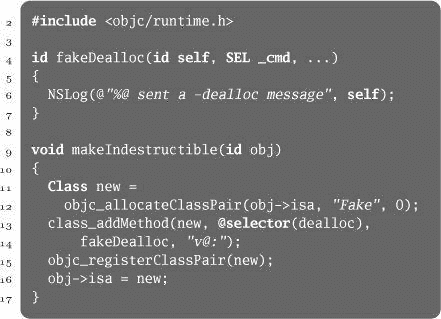 2 #include <objc/runtime.h>
3
4 id fakeDealloc(id self, SEL _cmd, ...)
5 {
6   NSLog(@"%@ sent a -dealloc message", self);
7 }
8
9 void makeIndestructible(id obj)
10 {
11   Class new =
12     objc_allocateClassPair(obj->isa, "Fake", 0);
13   class_addMethod(new, @selector(dealloc),
14       fakeDealloc, "v@:");
15   objc_registerClassPair(new);
16   obj->isa = new;
17 }